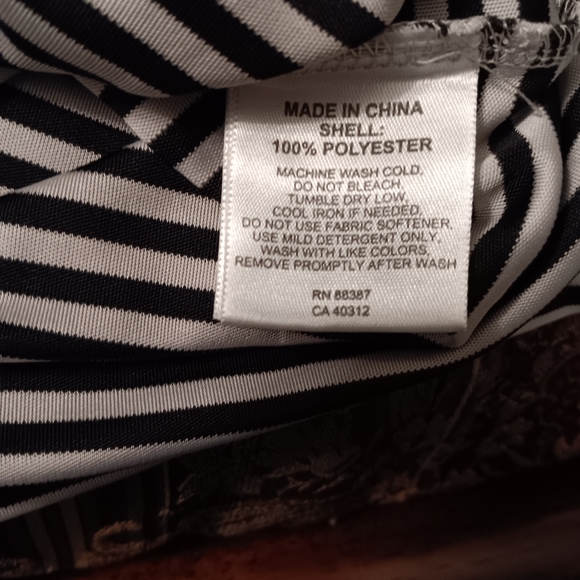 MADE IN CHINA
SHELL:
100% POLYESTER
MACHINE WASH COLD,
DO NOT BLEACH,
TUMBLE DRY LOW,
COOL IRON IF NEEDED,
DO NOT USE FABRIC SOFTENER,
USE MILD DETERGENT ONLY,
WASH WITH LIKE COLORS,
REMOVE PROMPTLY AFTER WASH
RN 88387
CA 40312